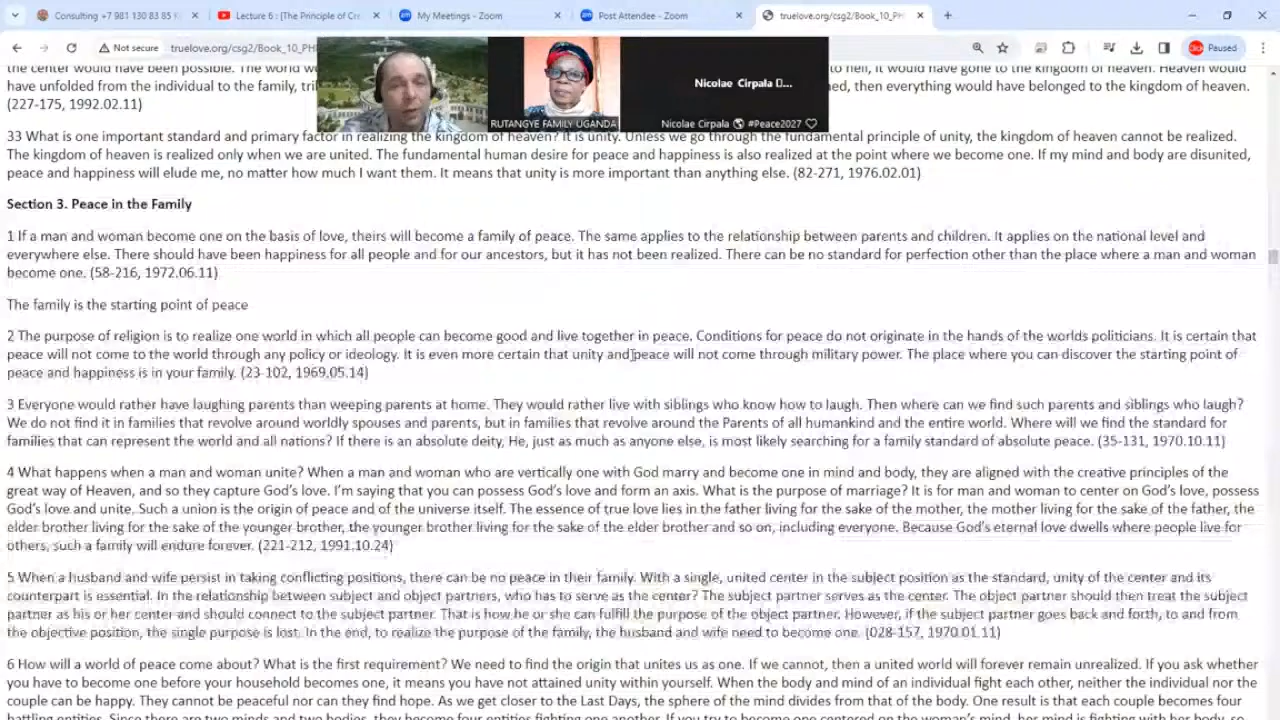 Consulting +7 981 130 83 85
Lecture 6 : (The Principle of Cre
My Meetings - Zoom
Post Attendee - Zoom
truelove.org/csg2/Book_10_PH
Not secure
truelove.org/csg2/Book_10_PH
Paused
the center would have been possible. The world w to hell, it would have gone to the kingdom of heaven. Heaven would
have unfolded from the individual to the family, tri ed, then everything would have belonged to the kingdom of heaven.
(227-175, 1992.02.11)
RUTANGYE FAMILY UGANDA
Nicolae Cirpala
Nicolae Cirpala #Peace2027
33 What is one important standard and primary factor in realizing the kingdom of heaven? It is unity. Unless we go through the fundamental principle of unity, the kingdom of heaven cannot be realized.
The kingdom of heaven is realized only when we are united. The fundamental human desire for peace and happiness is also realized at the point where we become one. If my mind and body are disunited,
peace and happiness will elude me, no matter how much I want them. It means that unity is more important than anything else. (82-271, 1976.02.01)
Section 3. Peace in the Family
1 If a man and woman become one on the basis of love, theirs will become a family of peace. The same applies to the relationship between parents and children. It applies on the national level and
everywhere else. There should have been happiness for all people and for our ancestors, but it has not been realized. There can be no standard for perfection other than the place where a man and woman
become one. (58-216, 1972.06.11)
The family is the starting point of peace
2 The purpose of religion is to realize one world in which all people can become good and live together in peace. Conditions for peace do not originate in the hands of the worlds politicians. It is certain that
peace will not come to the world through any policy or ideology. It is even more certain that unity and peace will not come through military power. The place where you can discover the starting point of
peace and happiness is in your family. (23-102, 1969.05.14)
3 Everyone would rather have laughing parents than weeping parents at home. They would rather live with siblings who know how to laugh. Then where can we find such parents and siblings who laugh?
We do not find it in families that revolve around worldly spouses and parents, but in families that revolve around the Parents of all humankind and the entire world. Where will we find the standard for
families that can represent the world and all nations? If there is an absolute deity, He, just as much as anyone else, is most likely searching for a family standard of absolute peace. (35-131, 1970.10.11)
4 What happens when a man and woman unite? When a man and woman who are vertically one with God marry and become one in mind and body, they are aligned with the creative principles of the
great way of Heaven, and so they capture God's love. I'm saying that you can possess God's love and form an axis. What is the purpose of marriage? It is for man and woman to center on God's love, possess
God's love and unite. Such a union is the origin of peace and of the universe itself. The essence of true love lies in the father living for the sake of the mother, the mother living for the sake of the father, the
elder brother living for the sake of the younger brother, the younger brother living for the sake of the elder brother and so on, including everyone. Because God's eternal love dwells where people live for
others, such a family will endure forever. (221-212, 1991.10.24)
5 When a husband and wife persist in taking conflicting positions, there can be no peace in their family. With a single, united center in the subject position as the standard, unity of the center and its
counterpart is essential. In the relationship between subject and object partners, who has to serve as the center? The subject partner serves as the center. The object partner should then treat the subject
partner as his or her center and should connect to the subject partner. That is how he or she can fulfill the purpose of the object partner. However, if the subject partner goes back and forth, to and from
the objective position, the single purpose is lost. In the end, to realize the purpose of the family, the husband and wife need to become one. (028-157, 1970.01.11)
6 How will a world of peace come about? What is the first requirement? We need to find the origin that unites us as one. If we cannot, then a united world will forever remain unrealized. If you ask whether
you have to become one before your household becomes one, it means you have not attained unity within yourself. When the body and mind of an individual fight each other, neither the individual nor the
couple can be happy. They cannot be peaceful nor can they find hope. As we get closer to the Last Days, the sphere of the mind divides from that of the body. One result is that each couple becomes four